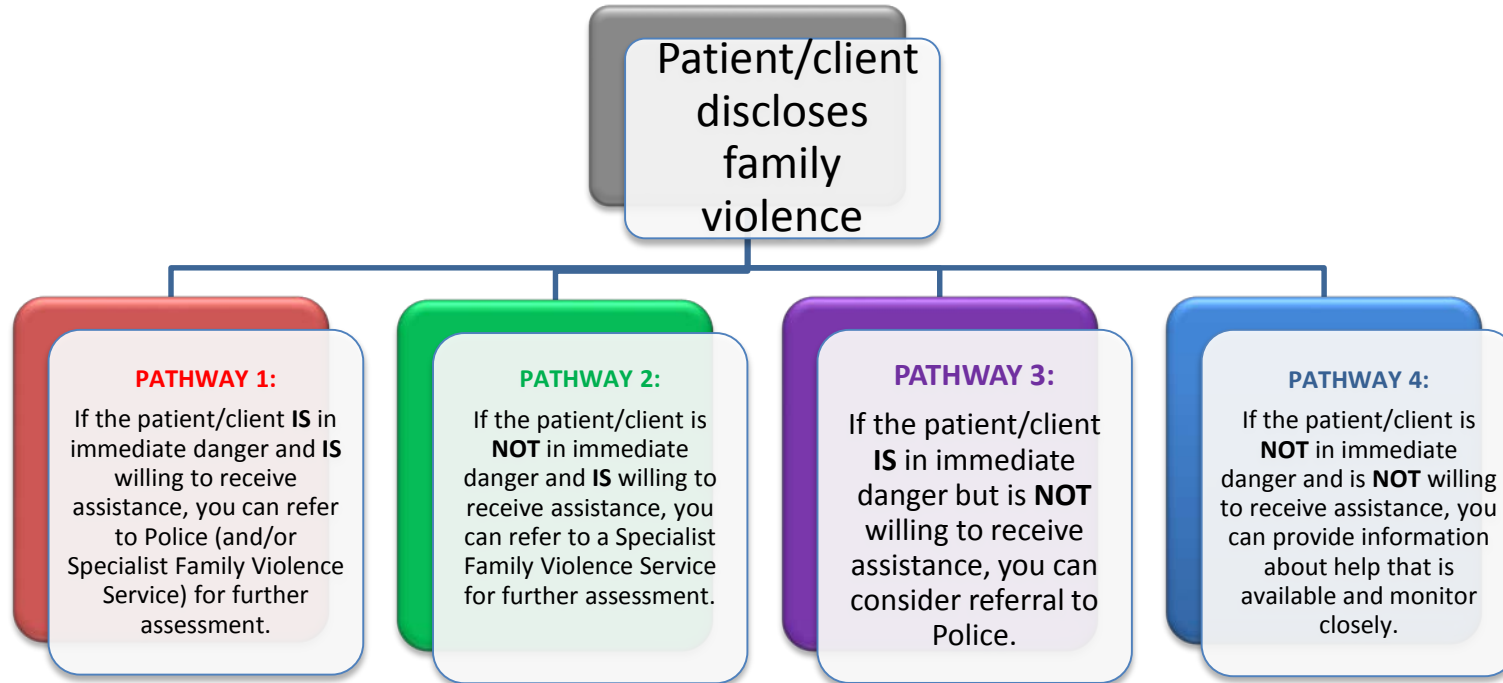 Patient/client
discloses
family
violence
PATHWAY 1:
If the patient/client IS in
immediate danger and IS
willing to receive
assistance, you can refer
to Police (and/or
Specialist Family Violence
Service) for further
assessment.
PATHWAY 2:
If the patient/client is
NOT in immediate
danger and IS willing to
receive assistance, you
can refer to a Specialist
Family Violence Service
for further assessment.
PATHWAY 3:
If the patient/client
IS in immediate
danger but is NOT
willing to receive
assistance, you can
consider referral to
Police.
PATHWAY 4:
If the patient/client is
NOT in immediate
danger and is NOT willing
to receive assistance, you
can provide information
about help that is
available and monitor
closely.